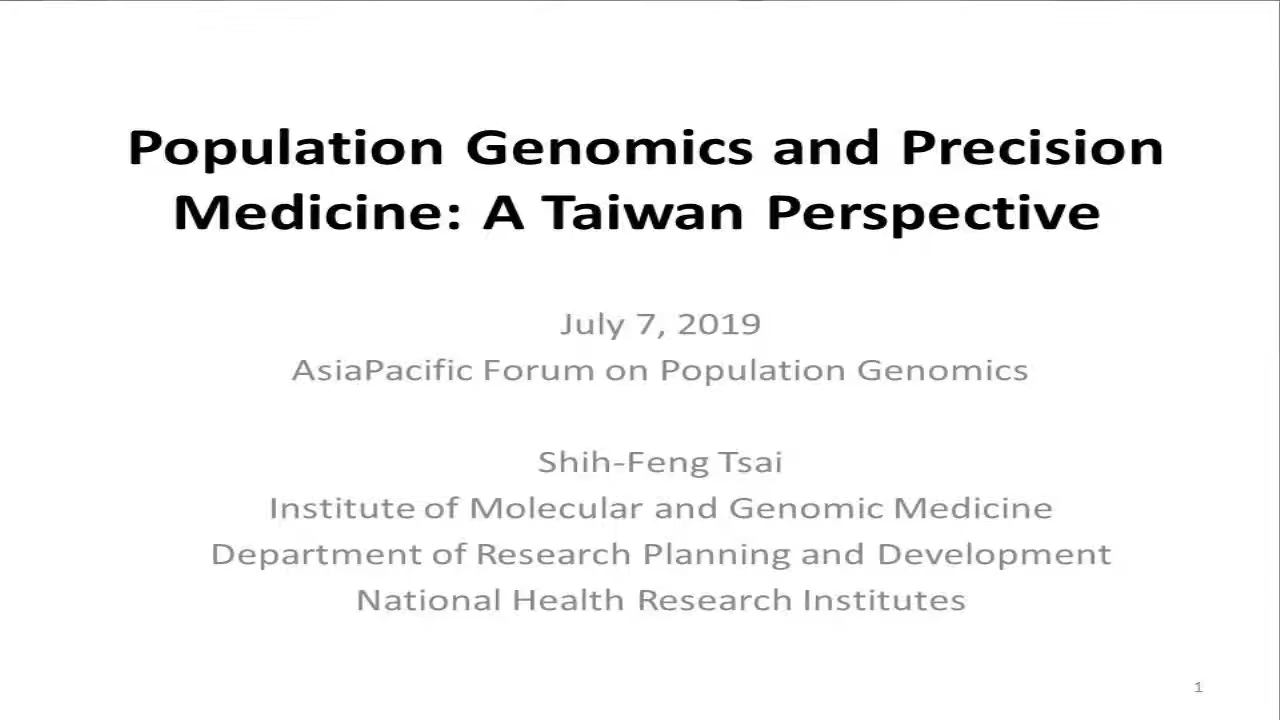 Population Genomics and Precision
Medicine: A Taiwan Perspective
July 7, 2019
AsiaPacific Forum on Population Genomics
Shih-Feng Tsai
Institute of Molecular and Genomic Medicine
Department of Research Planning and Development
National Health Research Institutes
1